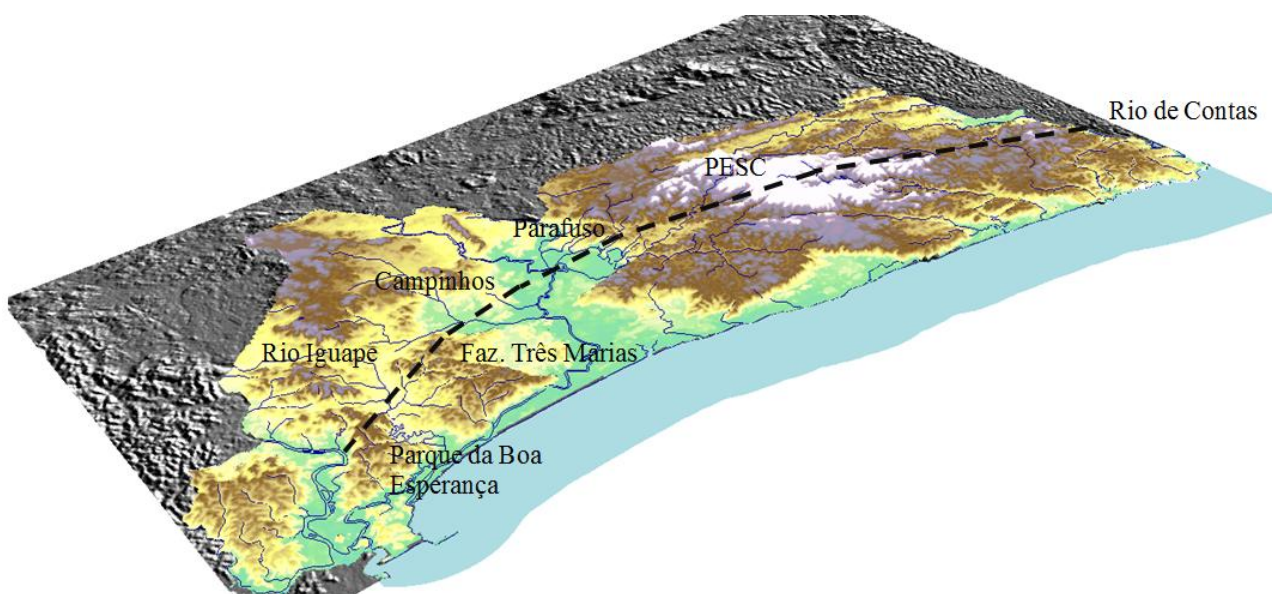 Rio de Contas
PESC
Parafuso
Campinhos
Rio Iguape
Faz. Três Marias
Parque da Boa
Esperança